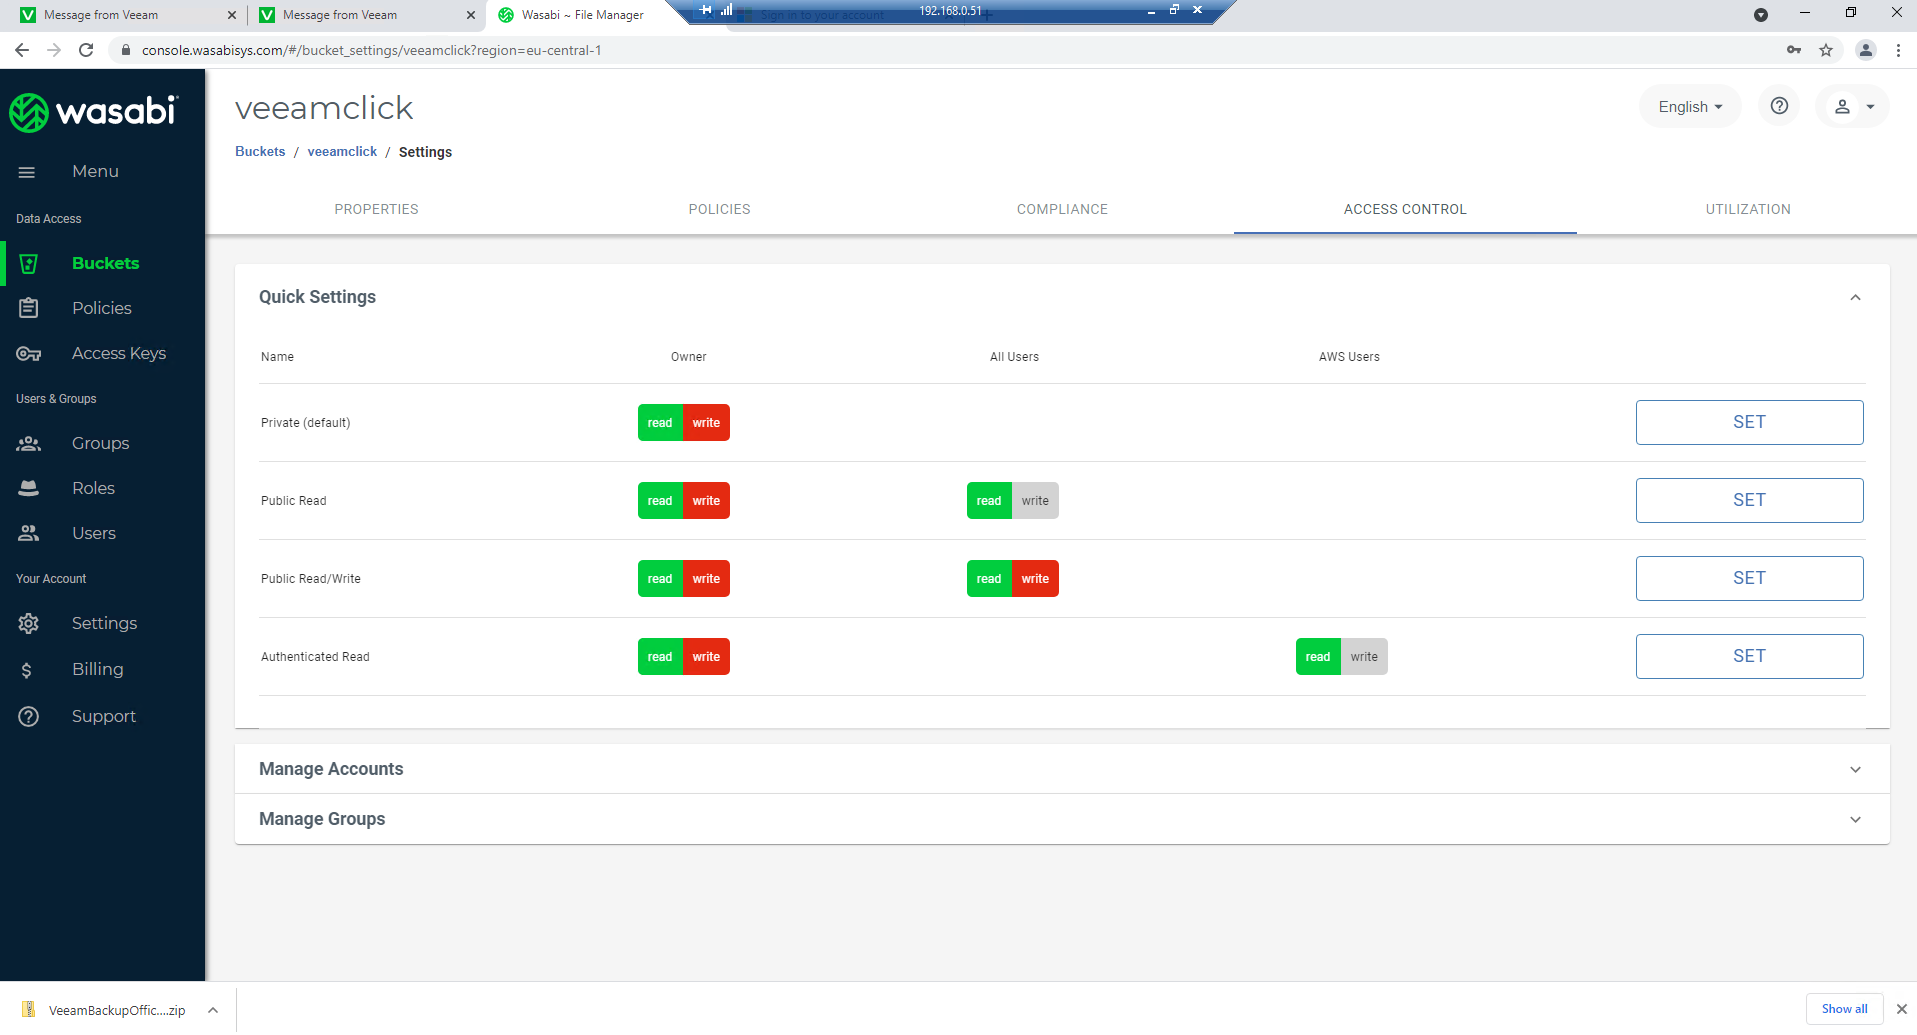 Message from Veeam
Message from Veeam
Wasabi ~ File Manager
Sign in to your account
192.168.0.51
console.wasabisys.com/#/bucket_settings/veeamclick?region=eu-central-1
wasabi
Menu
Data Access
Buckets
Policies
Access Keys
Users & Groups
Groups
Roles
Users
Your Account
Settings
Billing
Support
veeamclick
English
Buckets / veeamclick / Settings
PROPERTIES POLICIES COMPLIANCE ACCESS CONTROL UTILIZATION
Quick Settings
Name Owner All Users AWS Users
Private (default) read write SET
Public Read read write read write SET
Public Read/Write read write read write SET
Authenticated Read read write read write SET
Manage Accounts
Manage Groups
VeeamBackupOffic....zip
Show all